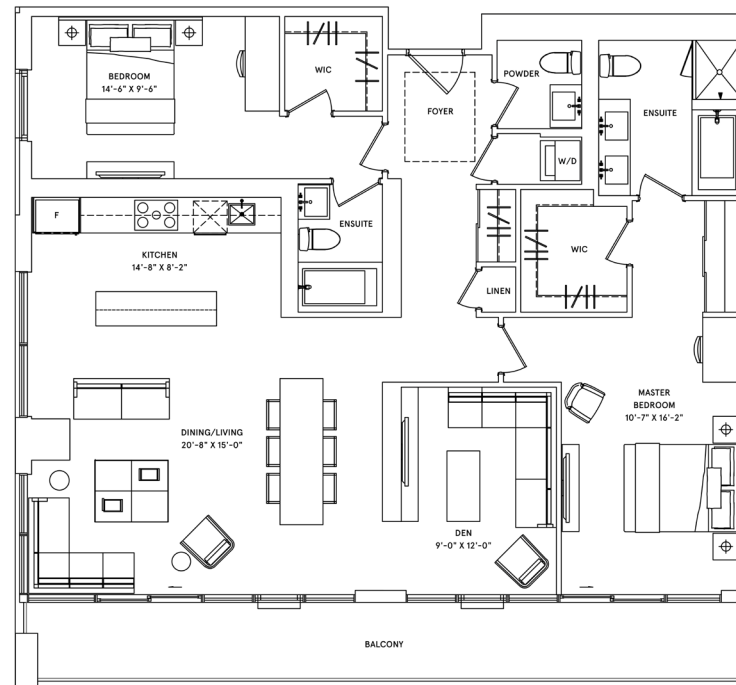 BEDROOM
14'-6" X 9'-6"
WIC
FOYER
POWDER
ENSUITE
W/D
F
ENSUITE
KITCHEN
14'-8" X 8'-2"
WIC
LINEN
MASTER
BEDROOM
10'-7" X 16'-2"
DINING/LIVING
20'-8" X 15'-0"
DEN
9'-0" X 12'-0"
BALCONY